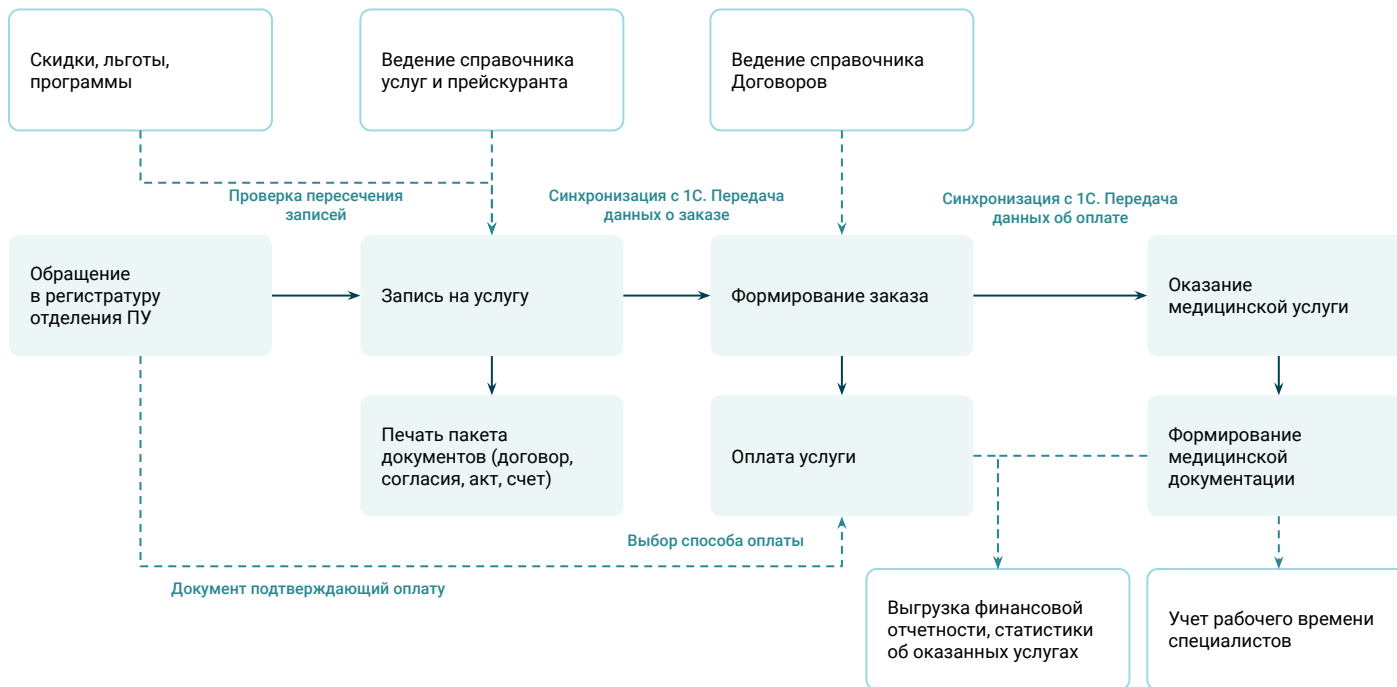 Скидки, льготы,
программы
Ведение справочника
услуг и прейскуранта
Ведение справочника
Договоров
Проверка пересечения
записей
Синхронизация с 1С. Передача
данных о заказе
Синхронизация с 1С. Передача
данных об оплате
Обращение
в регистратуру
отделения ПУ
Запись на услугу
Формирование заказа
Оказание
медицинской услуги
Печать пакета
документов (договор,
согласия, акт, счет)
Оплата услуги
Формирование
медицинской
документации
Выбор способа оплаты
Документ подтверждающий оплату
Выгрузка финансовой
отчетности, статистики
об оказанных услугах
Учет рабочего времени
специалистов